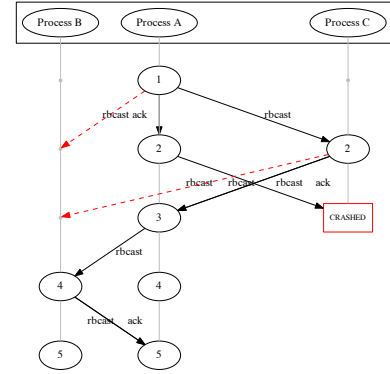 Process B Process A Process C
1
rbcast ack rbcast
2 2
rbcast rbcast rbcast ack
3 CRASHED
rbcast
4 4
rbcast ack
5 5